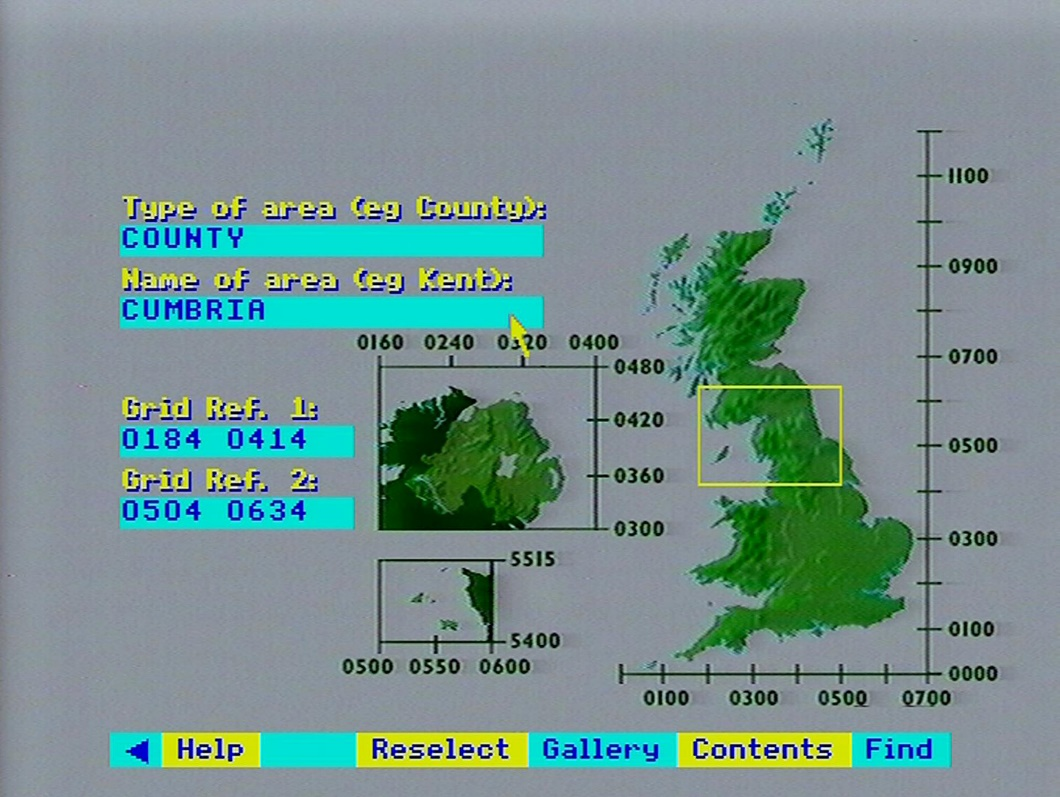 Type of area (eg County):
COUNTY
Name of area (eg Kent):
CUMBRIA
0160 0240 0320 0400
0480
0420
0360
0300
Grid Ref. 1:
0184 0414
Grid Ref. 2:
0504 0634
5515
5400
0500 0550 0600
1100
0900
0700
0500
0300
0100
0000
0100 0300 0500 0700
Help Reselect Gallery Contents Find